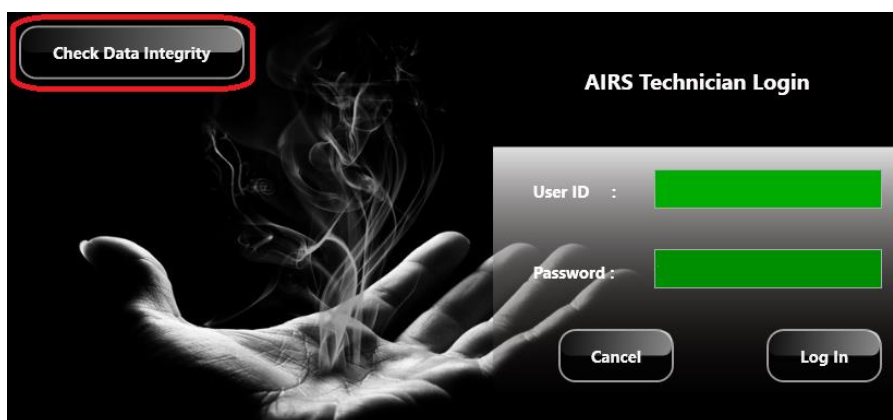 Check Data Integrity
AIRS Technician Login
User ID :
Password :
Cancel
Log In